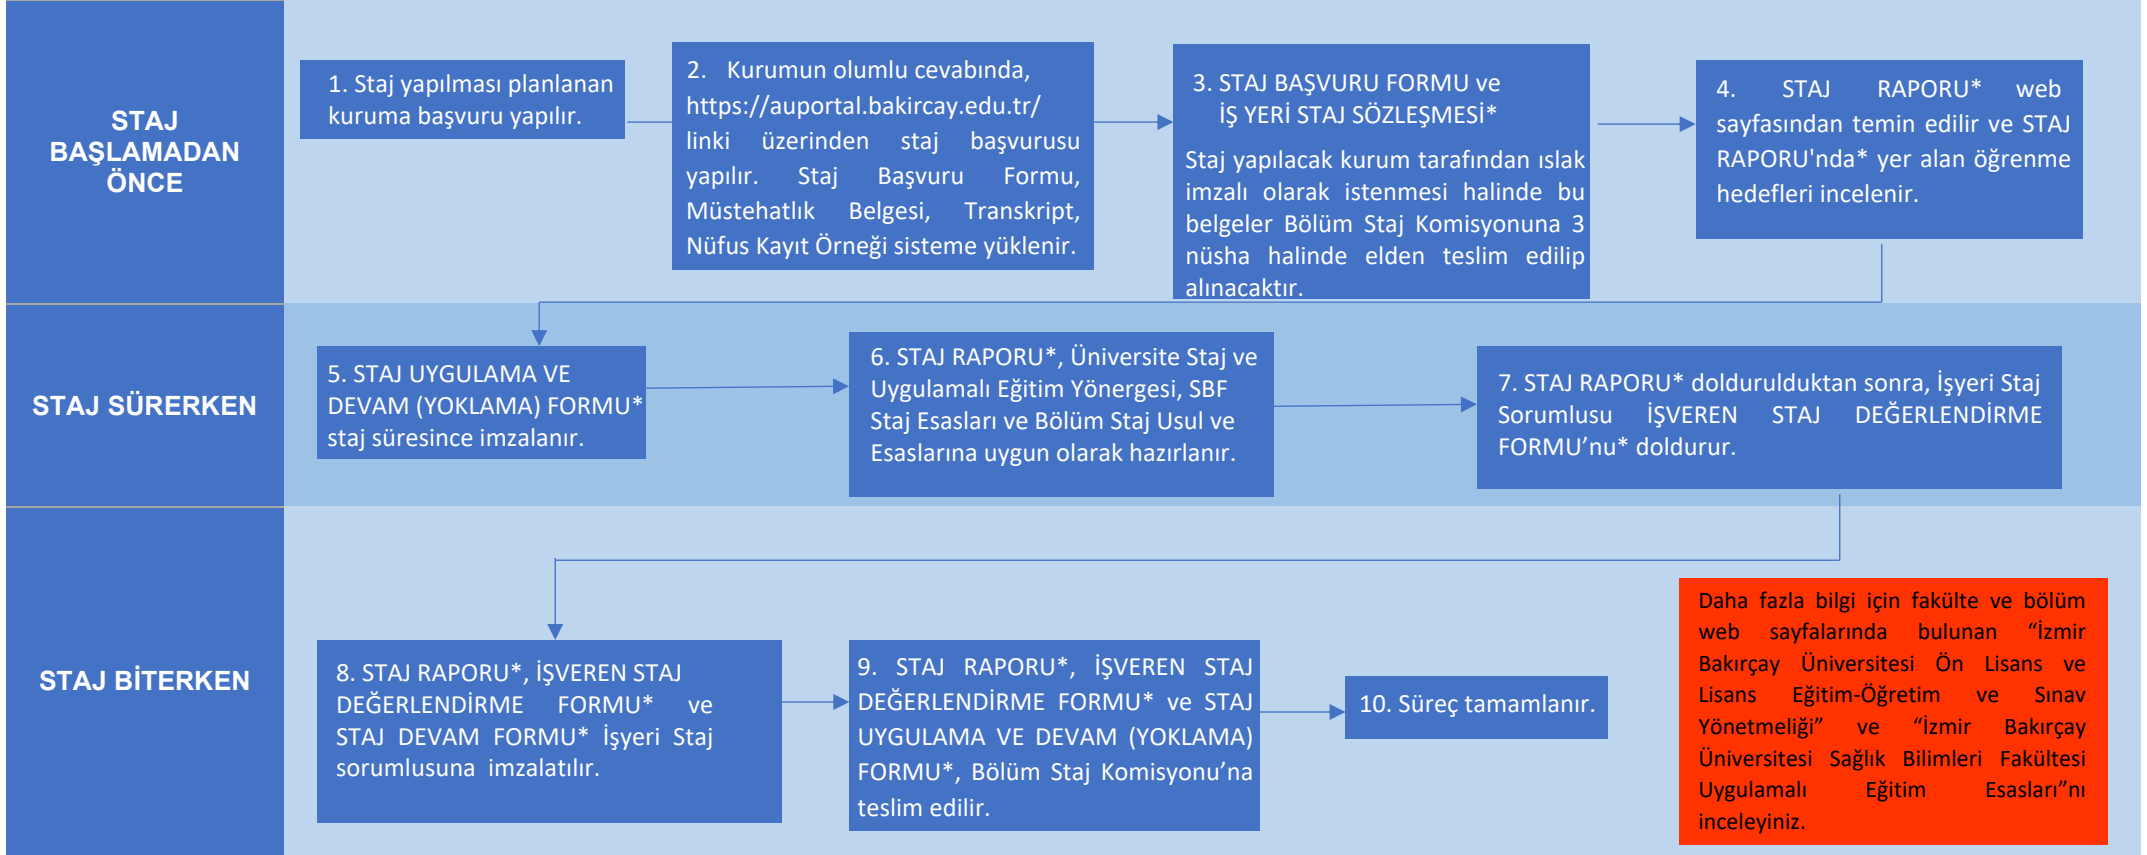 STAJ
BAŞLAMADAN
ÖNCE
1. Staj yapılması planlanan
kuruma başvuru yapılır.
2. Kurumun olumlu cevabında,
https://auportal.bakircay.edu.tr/
linki üzerinden staj başvurusu
yapılır. Staj Başvuru Formu,
Müstehatlık Belgesi, Transkript,
Nüfus Kayıt Örneği sisteme yüklenir.
3. STAJ BAŞVURU FORMU ve
İŞ YERİ STAJ SÖZLEŞMESİ*
Staj yapılacak kurum tarafından ıslak
imzalı olarak istenmesi halinde bu
belgeler Bölüm Staj Komisyonuna 3
nüsha halinde elden teslim edilip
alınacaktır.
4. STAJ RAPORU* web
sayfasından temin edilir ve STAJ
RAPORU'nda* yer alan öğrenme
hedefleri incelenir.
STAJ SÜRERKEN
5. STAJ UYGULAMA VE
DEVAM (YOKLAMA) FORMU*
staj süresince imzalanır.
6. STAJ RAPORU*, Üniversite Staj ve
Uygulamalı Eğitim Yönergesi, SBF
Staj Esasları ve Bölüm Staj Usul ve
Esaslarına uygun olarak hazırlanır.
7. STAJ RAPORU* doldurulduktan sonra, İşyeri Staj
Sorumlusu İŞVEREN STAJ DEĞERLENDİRME
FORMU’nu* doldurur.
STAJ BİTERKEN
8. STAJ RAPORU*, İŞVEREN STAJ
DEĞERLENDİRME FORMU* ve
STAJ DEVAM FORMU* İşyeri Staj
sorumlusuna imzalatılır.
9. STAJ RAPORU*, İŞVEREN STAJ
DEĞERLENDİRME FORMU* ve STAJ
UYGULAMA VE DEVAM (YOKLAMA)
FORMU*, Bölüm Staj Komisyonu’na
teslim edilir.
10. Süreç tamamlanır.
Daha fazla bilgi için fakülte ve bölüm
web sayfalarında bulunan “İzmir
Bakırçay Üniversitesi Ön Lisans ve
Lisans Eğitim-Öğretim ve Sınav
Yönetmeliği” ve “İzmir Bakırçay
Üniversitesi Sağlık Bilimleri Fakültesi
Uygulamalı Eğitim Esasları”nı
inceleyiniz.